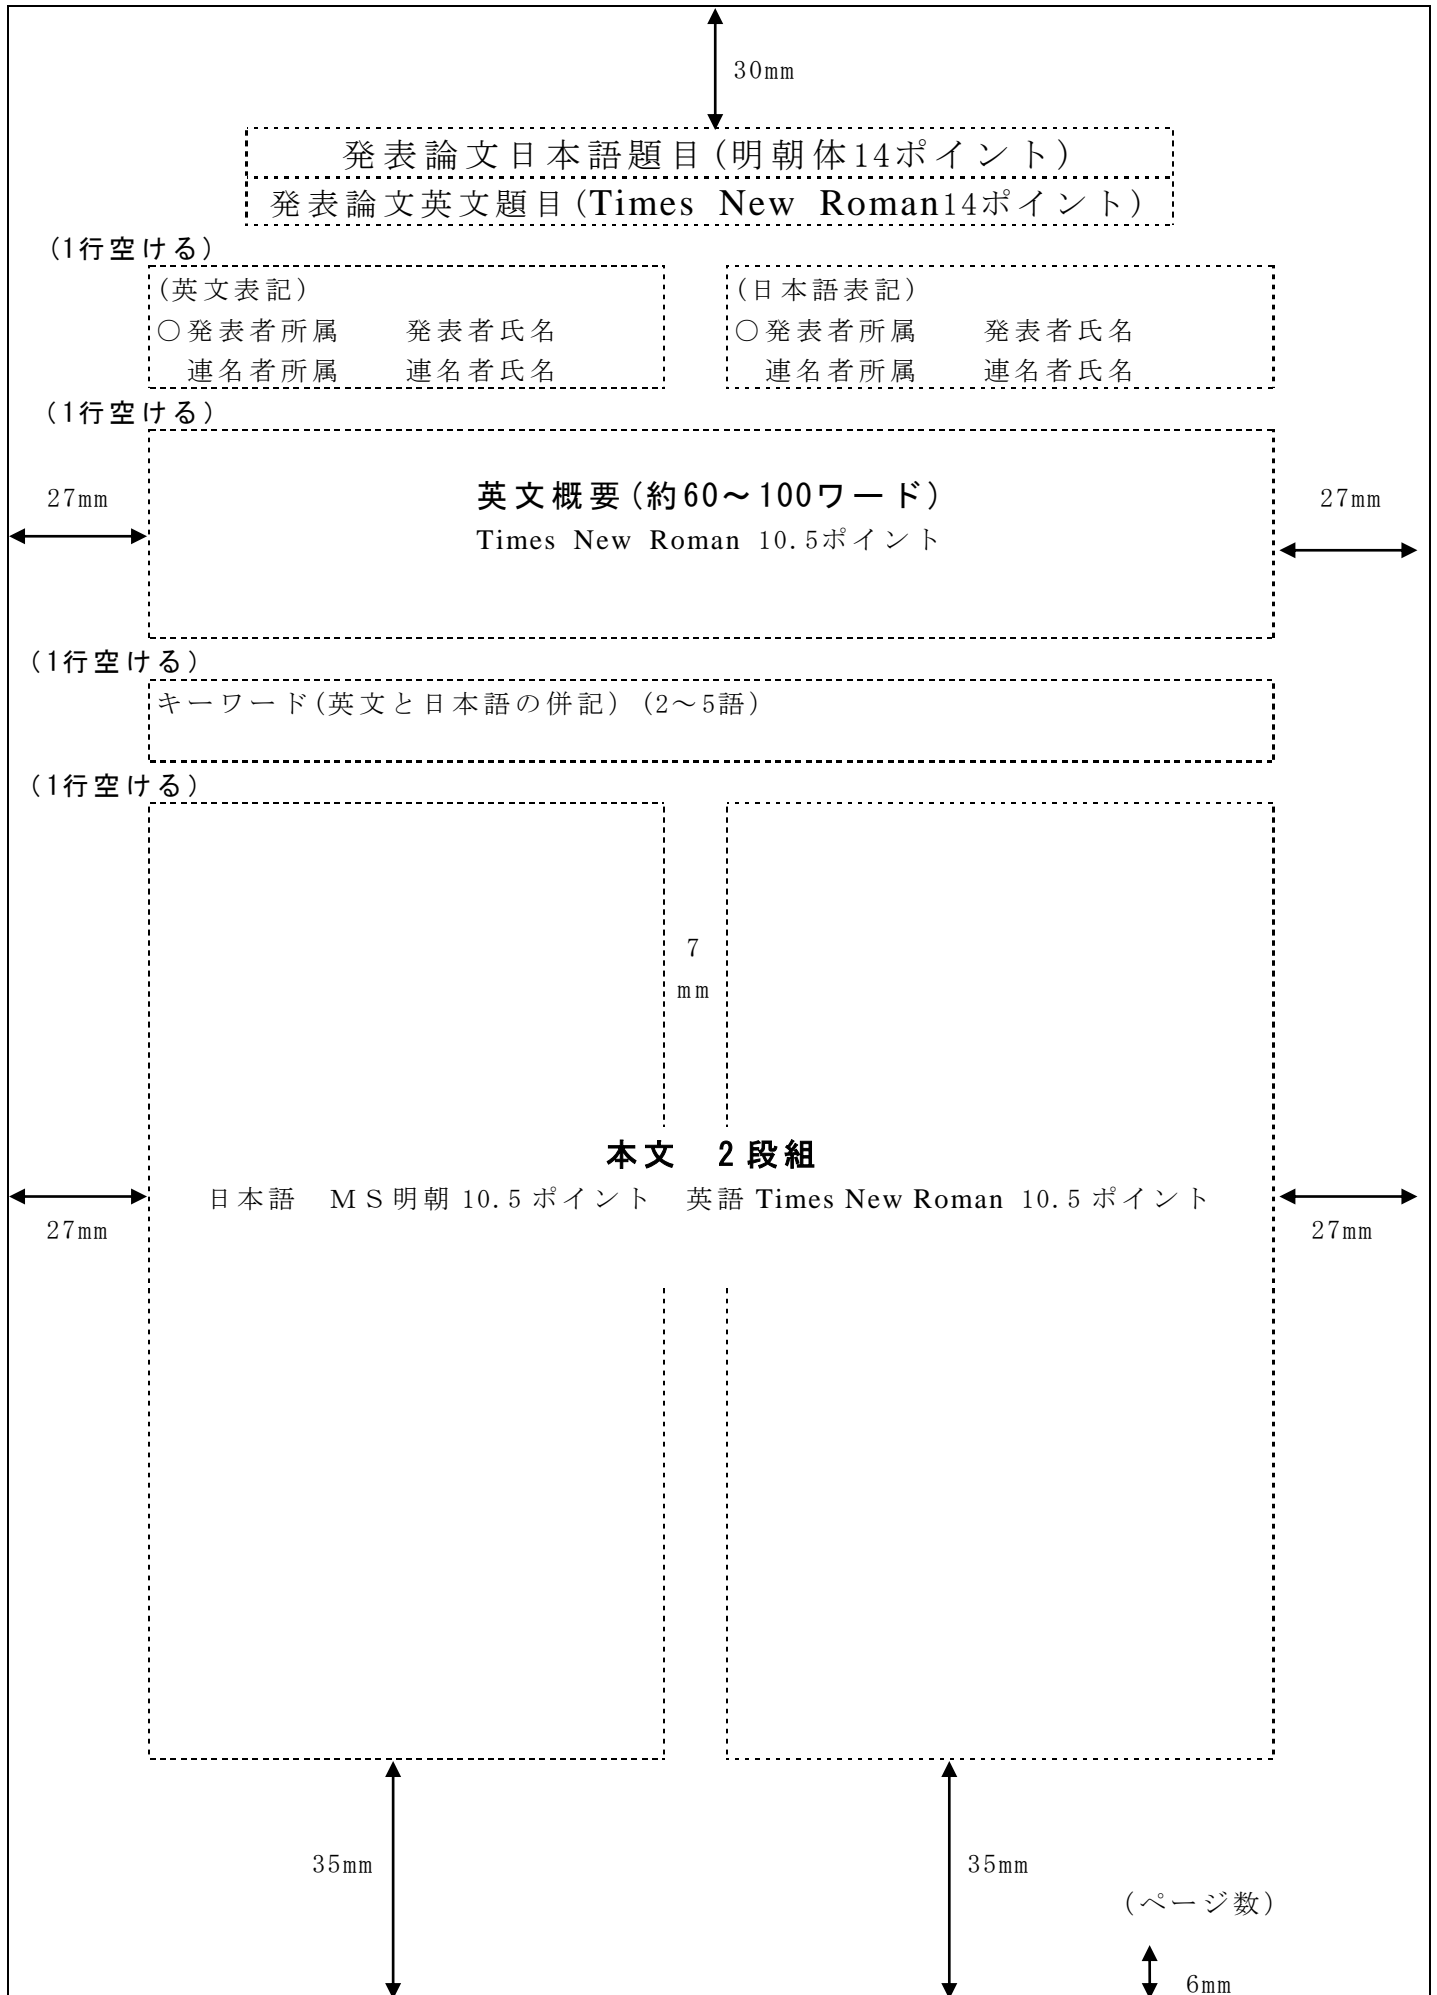 30mm
発表論文日本語題目(明朝体14ポイント)
発表論文英文題目(Times New Roman14ポイント)
(1行空ける)
(英文表記)
○発表者所属 発表者氏名
連名者所属 連名者氏名
(日本語表記)
○発表者所属 発表者氏名
連名者所属 連名者氏名
(1行空ける)
27mm
英文概要(約60～100ワード)
Times New Roman 10.5ポイント
27mm
(1行空ける)
キーワード(英文と日本語の併記) (2～5語)
(1行空ける)
7
mm
本文 2段組
日本語 ＭＳ明朝 10.5 ポイント 英語 Times New Roman 10.5 ポイント
27mm
27mm
35mm
35mm
(ページ数)
6mm